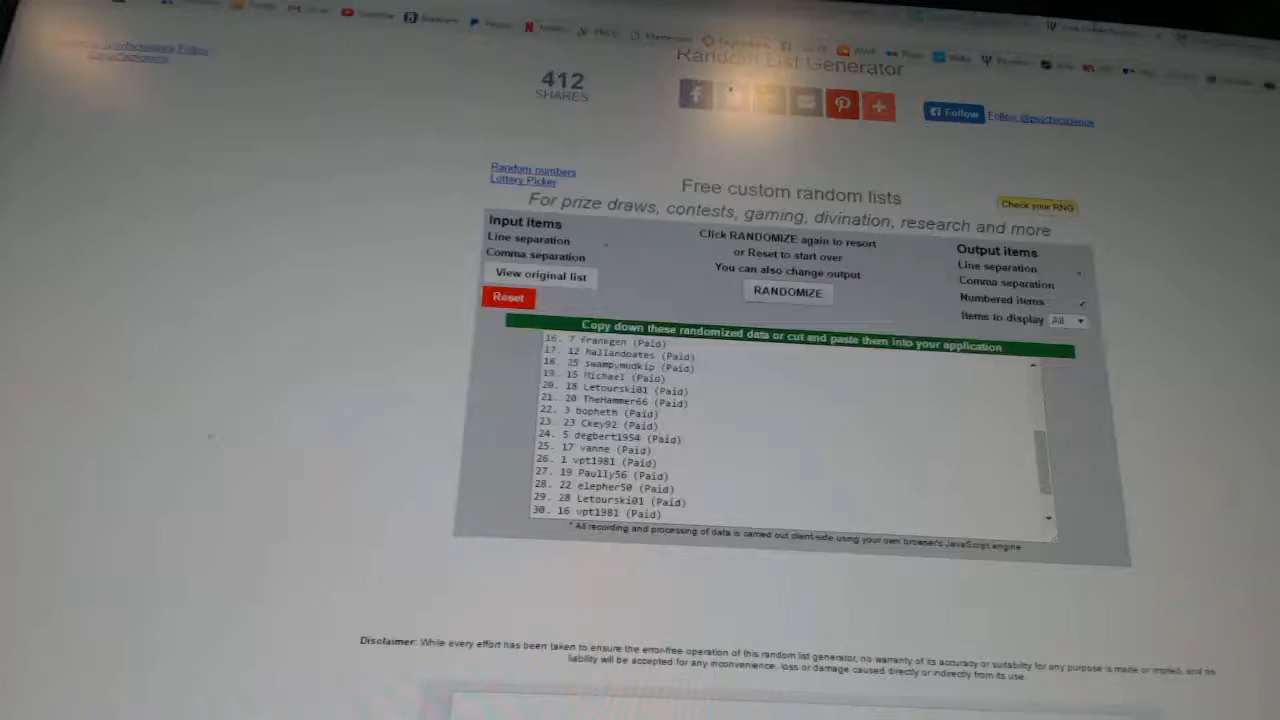 Random List Generator
412
SHARES
Follow
Follow @psychicscience
Random numbers
Lottery Picker
Free custom random lists
Check your RNG
For prize draws, contests, gaming, divination, research and more
Input items
Line separation
Comma separation
View original list
Reset
Click RANDOMIZE again to resort
or Reset to start over
You can also change output
RANDOMIZE
Output items
Line separation
Comma separation
Numbered items
Items to display All
Copy down these randomized data or cut and paste them into your application
16. 7 frankgen (Paid)
17. 12 hallandoates (Paid)
18. 25 swampymudkip (Paid)
19. 15 Michael (Paid)
20. 18 Letourski01 (Paid)
21. 20 TheHammer66 (Paid)
22. 3 bopheth (Paid)
23. 23 Ckey92 (Paid)
24. 5 degbert1954 (Paid)
25. 17 vanne (Paid)
26. 1 vpt1981 (Paid)
27. 19 Paully56 (Paid)
28. 22 elepher50 (Paid)
29. 28 Letourski01 (Paid)
30. 16 vpt1981 (Paid)
* All recording and processing of data is carried out client-side using your own browser's JavaScript engine
Disclaimer: While every effort has been taken to ensure the error-free operation of this random list generator, no warranty of its accuracy or suitability for any purpose is made or implied, and no
liability will be accepted for any inconvenience, loss or damage caused directly or indirectly from its use.